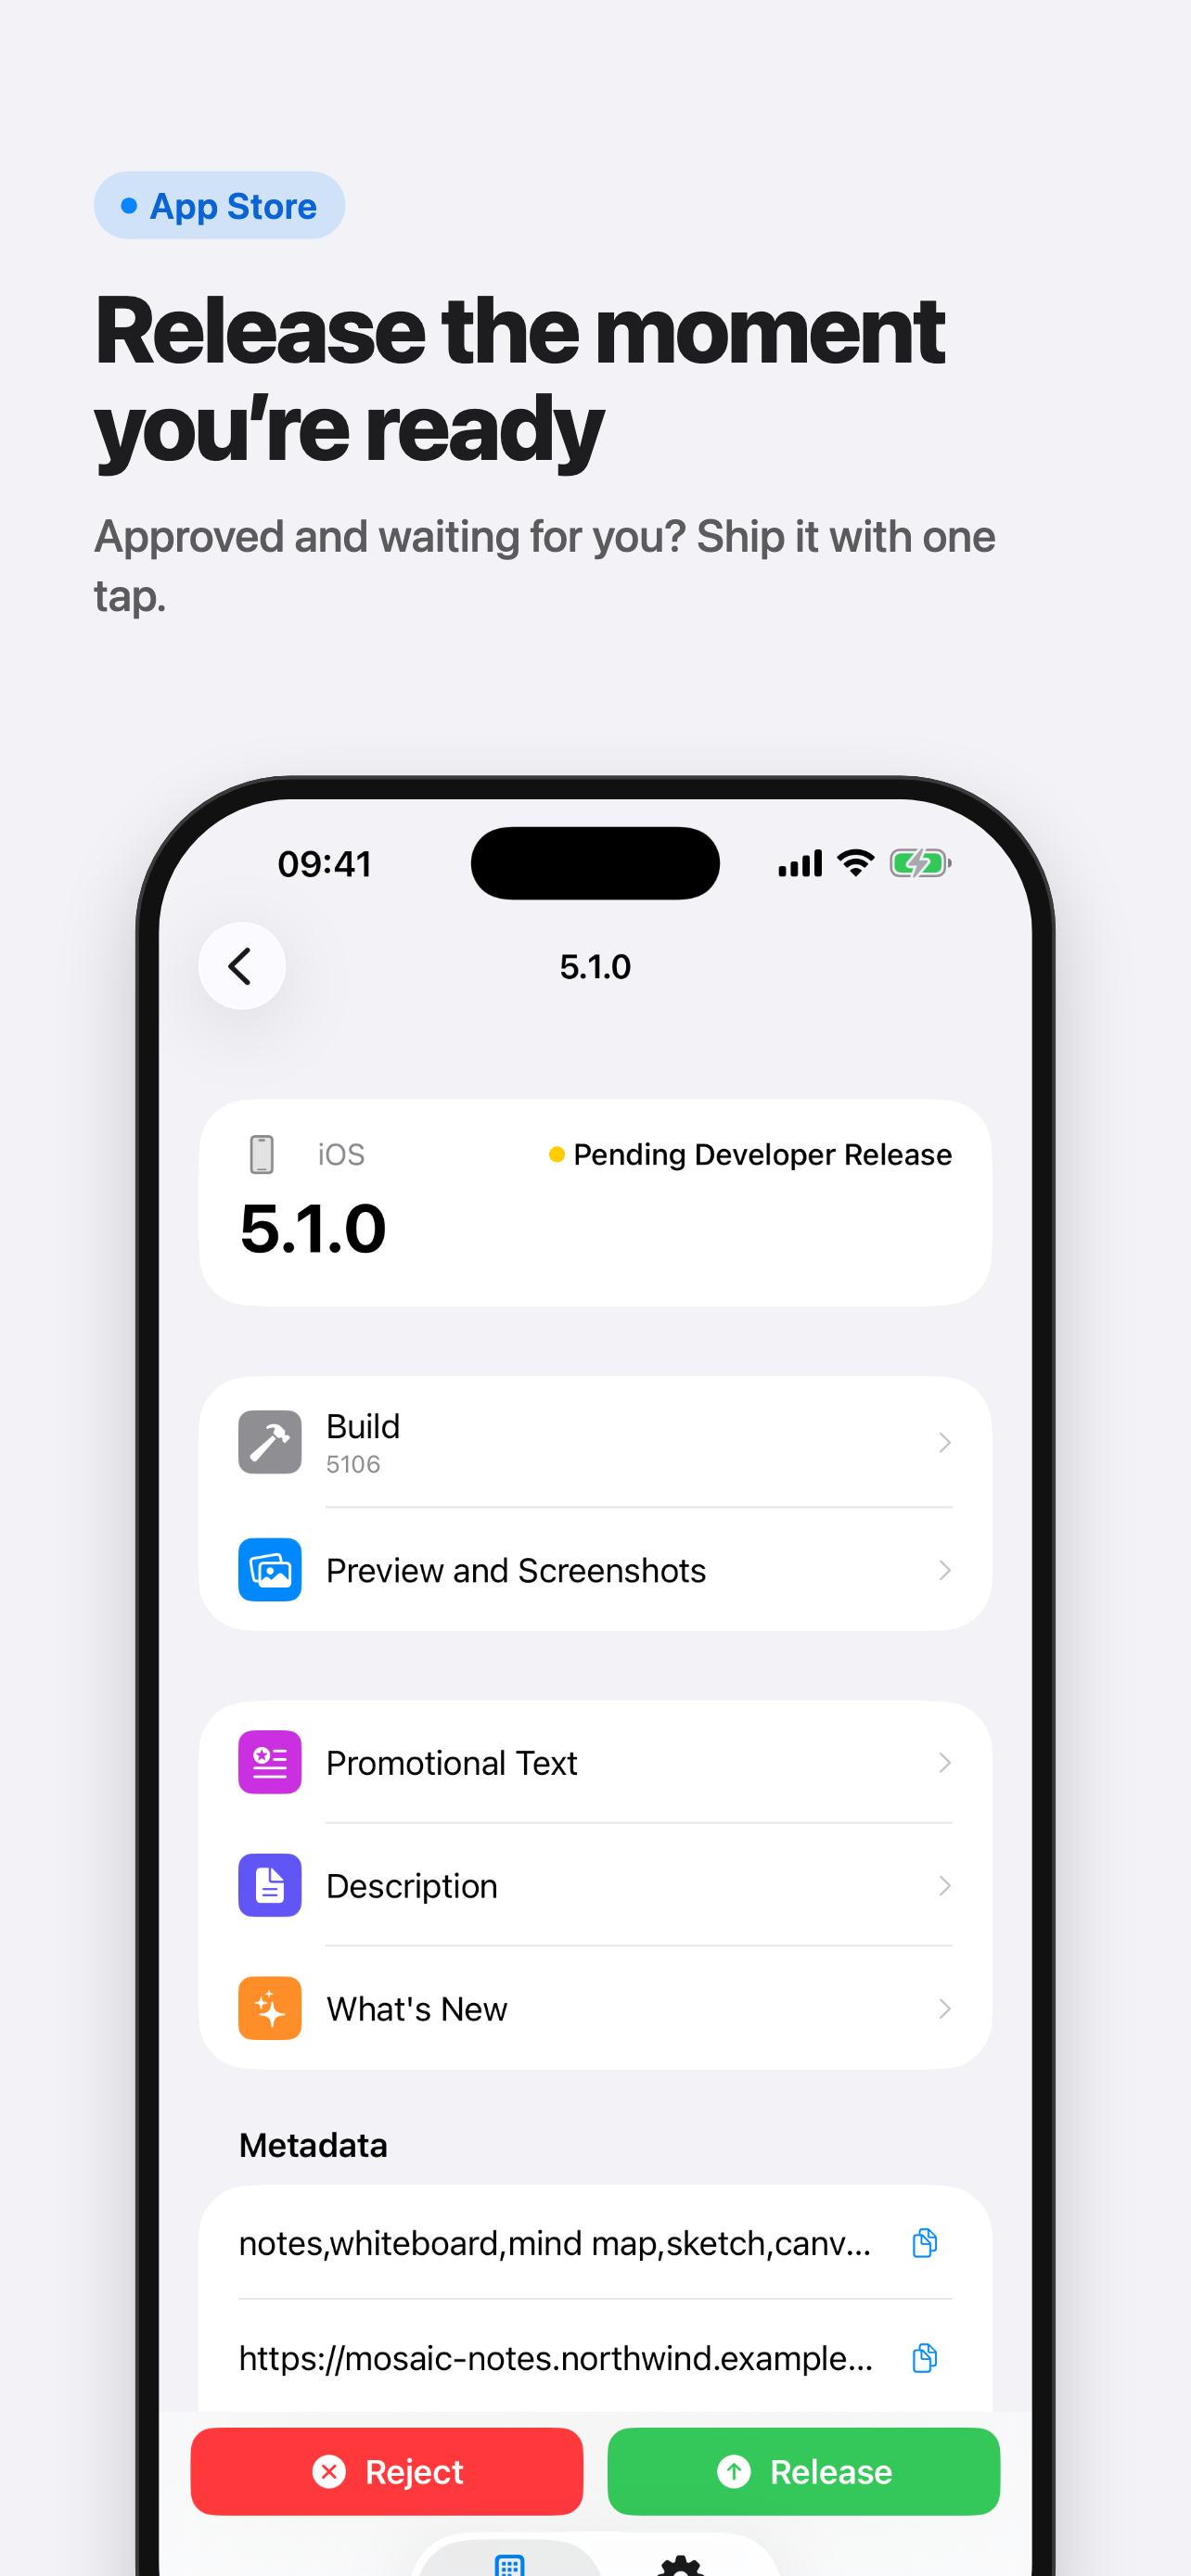 App Store
Release the moment
you’re ready
Approved and waiting for you? Ship it with one
tap.
09:41
5.1.0
iOS
Pending Developer Release
5.1.0
Build
5106
Preview and Screenshots
Promotional Text
Description
What's New
Metadata
notes,whiteboard,mind map,sketch,canv...
https://mosaic-notes.northwind.example...
Reject
Release